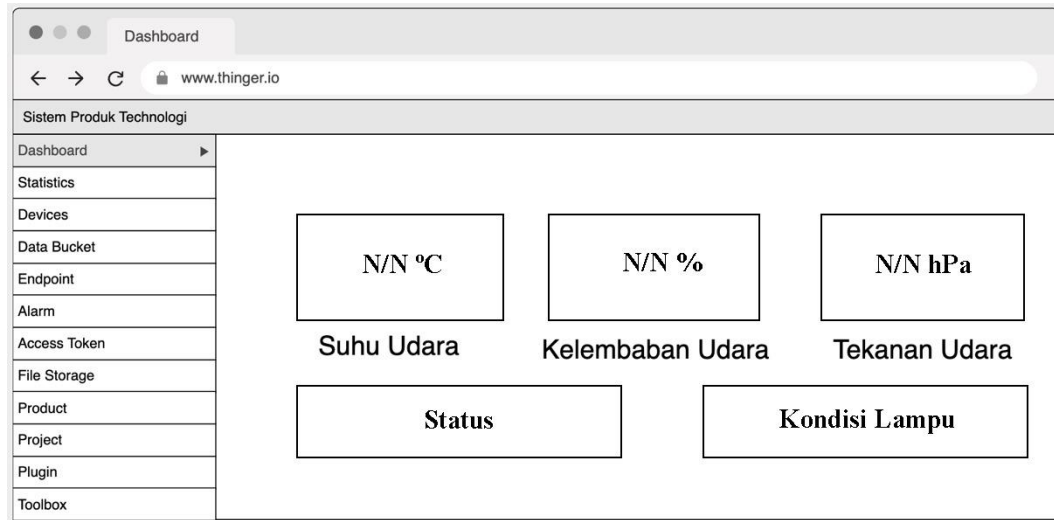 Dashboard
www.thinger.io
Sistem Produk Technologi
Dashboard
Statistics
Devices
Data Bucket
Endpoint
Alarm
Access Token
File Storage
Product
Project
Plugin
Toolbox
N/N ºC
N/N %
N/N hPa
Suhu Udara
Kelembaban Udara
Tekanan Udara
Status
Kondisi Lampu